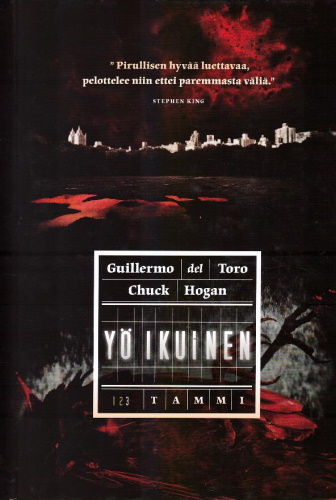 ” Pirullisen hyvää luettavaa,
pelottelee niin ettei paremmasta väliä.”
STEPHEN KING
Guillermo del Toro
Chuck Hogan
YÖ IKUINEN
123 TAMMI